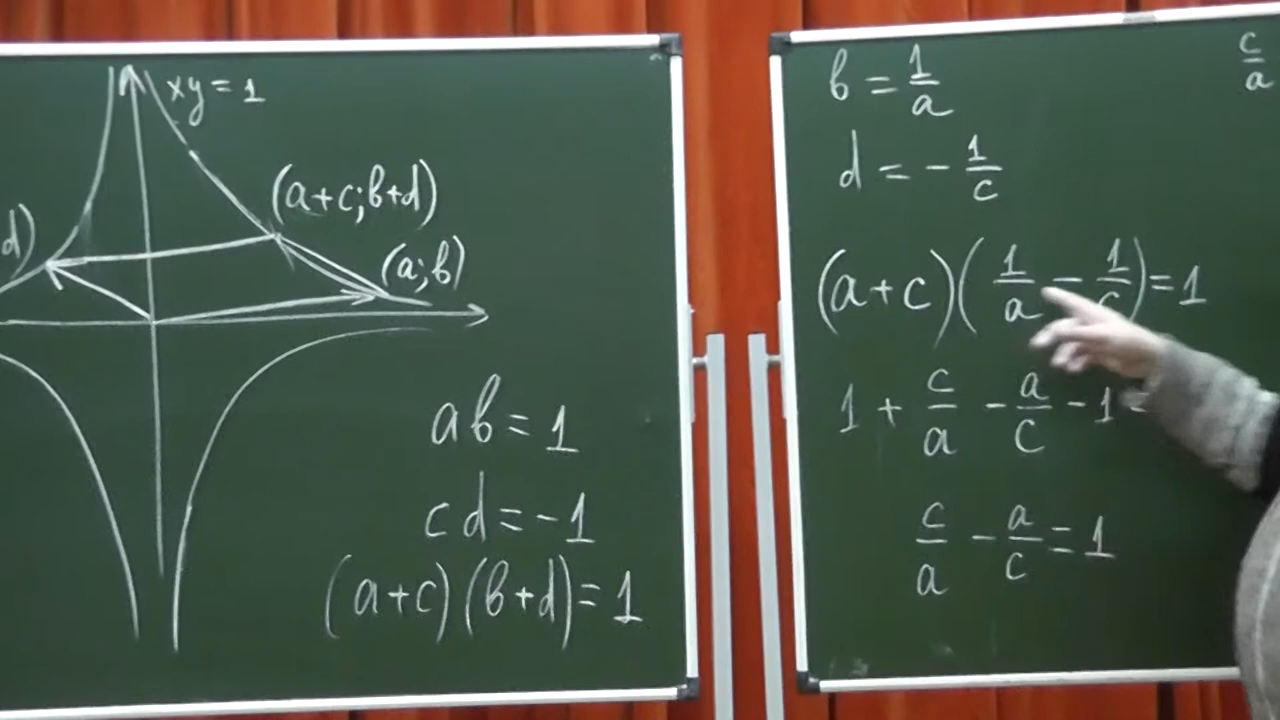 xy = 1
(a+c; b+d)
d)
(a; b)
ab = 1
cd = -1
(a+c)(b+d) = 1
b = 1/a
d = - 1/c
(a+c)(1/a - 1/c) = 1
1 + c/a - a/c - 1
c/a - a/c = 1
c/a